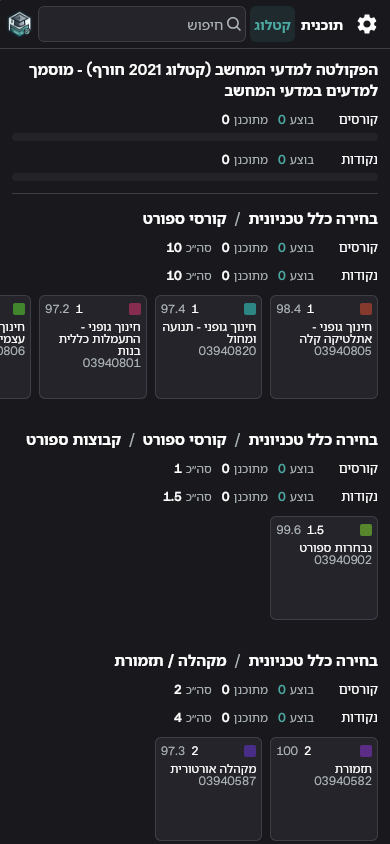 תוכנית קטלוג חיפוש
הפקולטה למדעי המחשב (קטלוג 2021 חורף) - מוסמך
למדעים במדעי המחשב
קורסים בוצע 0 מתוכנן 0
נקודות בוצע 0 מתוכנן 0
בחירה כלל טכניונית / קורסי ספורט
קורסים בוצע 0 מתוכנן 0 סה״כ 10
נקודות בוצע 0 מתוכנן 0 סה״כ 10
1 98.4
חינוך גופני -
אתלטיקה קלה
03940805
1 97.4
חינוך גופני - תנועה
ומחול
03940820
1 97.2
חינוך גופני -
התעמלות כללית
בנות
03940801
חינוך
עצמי
0806
בחירה כלל טכניונית / קורסי ספורט / קבוצות ספורט
קורסים בוצע 0 מתוכנן 0 סה״כ 1
נקודות בוצע 0 מתוכנן 0 סה״כ 1.5
1.5 99.6
נבחרות ספורט
03940902
בחירה כלל טכניונית / מקהלה / תזמורת
קורסים בוצע 0 מתוכנן 0 סה״כ 2
נקודות בוצע 0 מתוכנן 0 סה״כ 4
2 100
תזמורת
03940582
2 97.3
מקהלה אורטורית
03940587